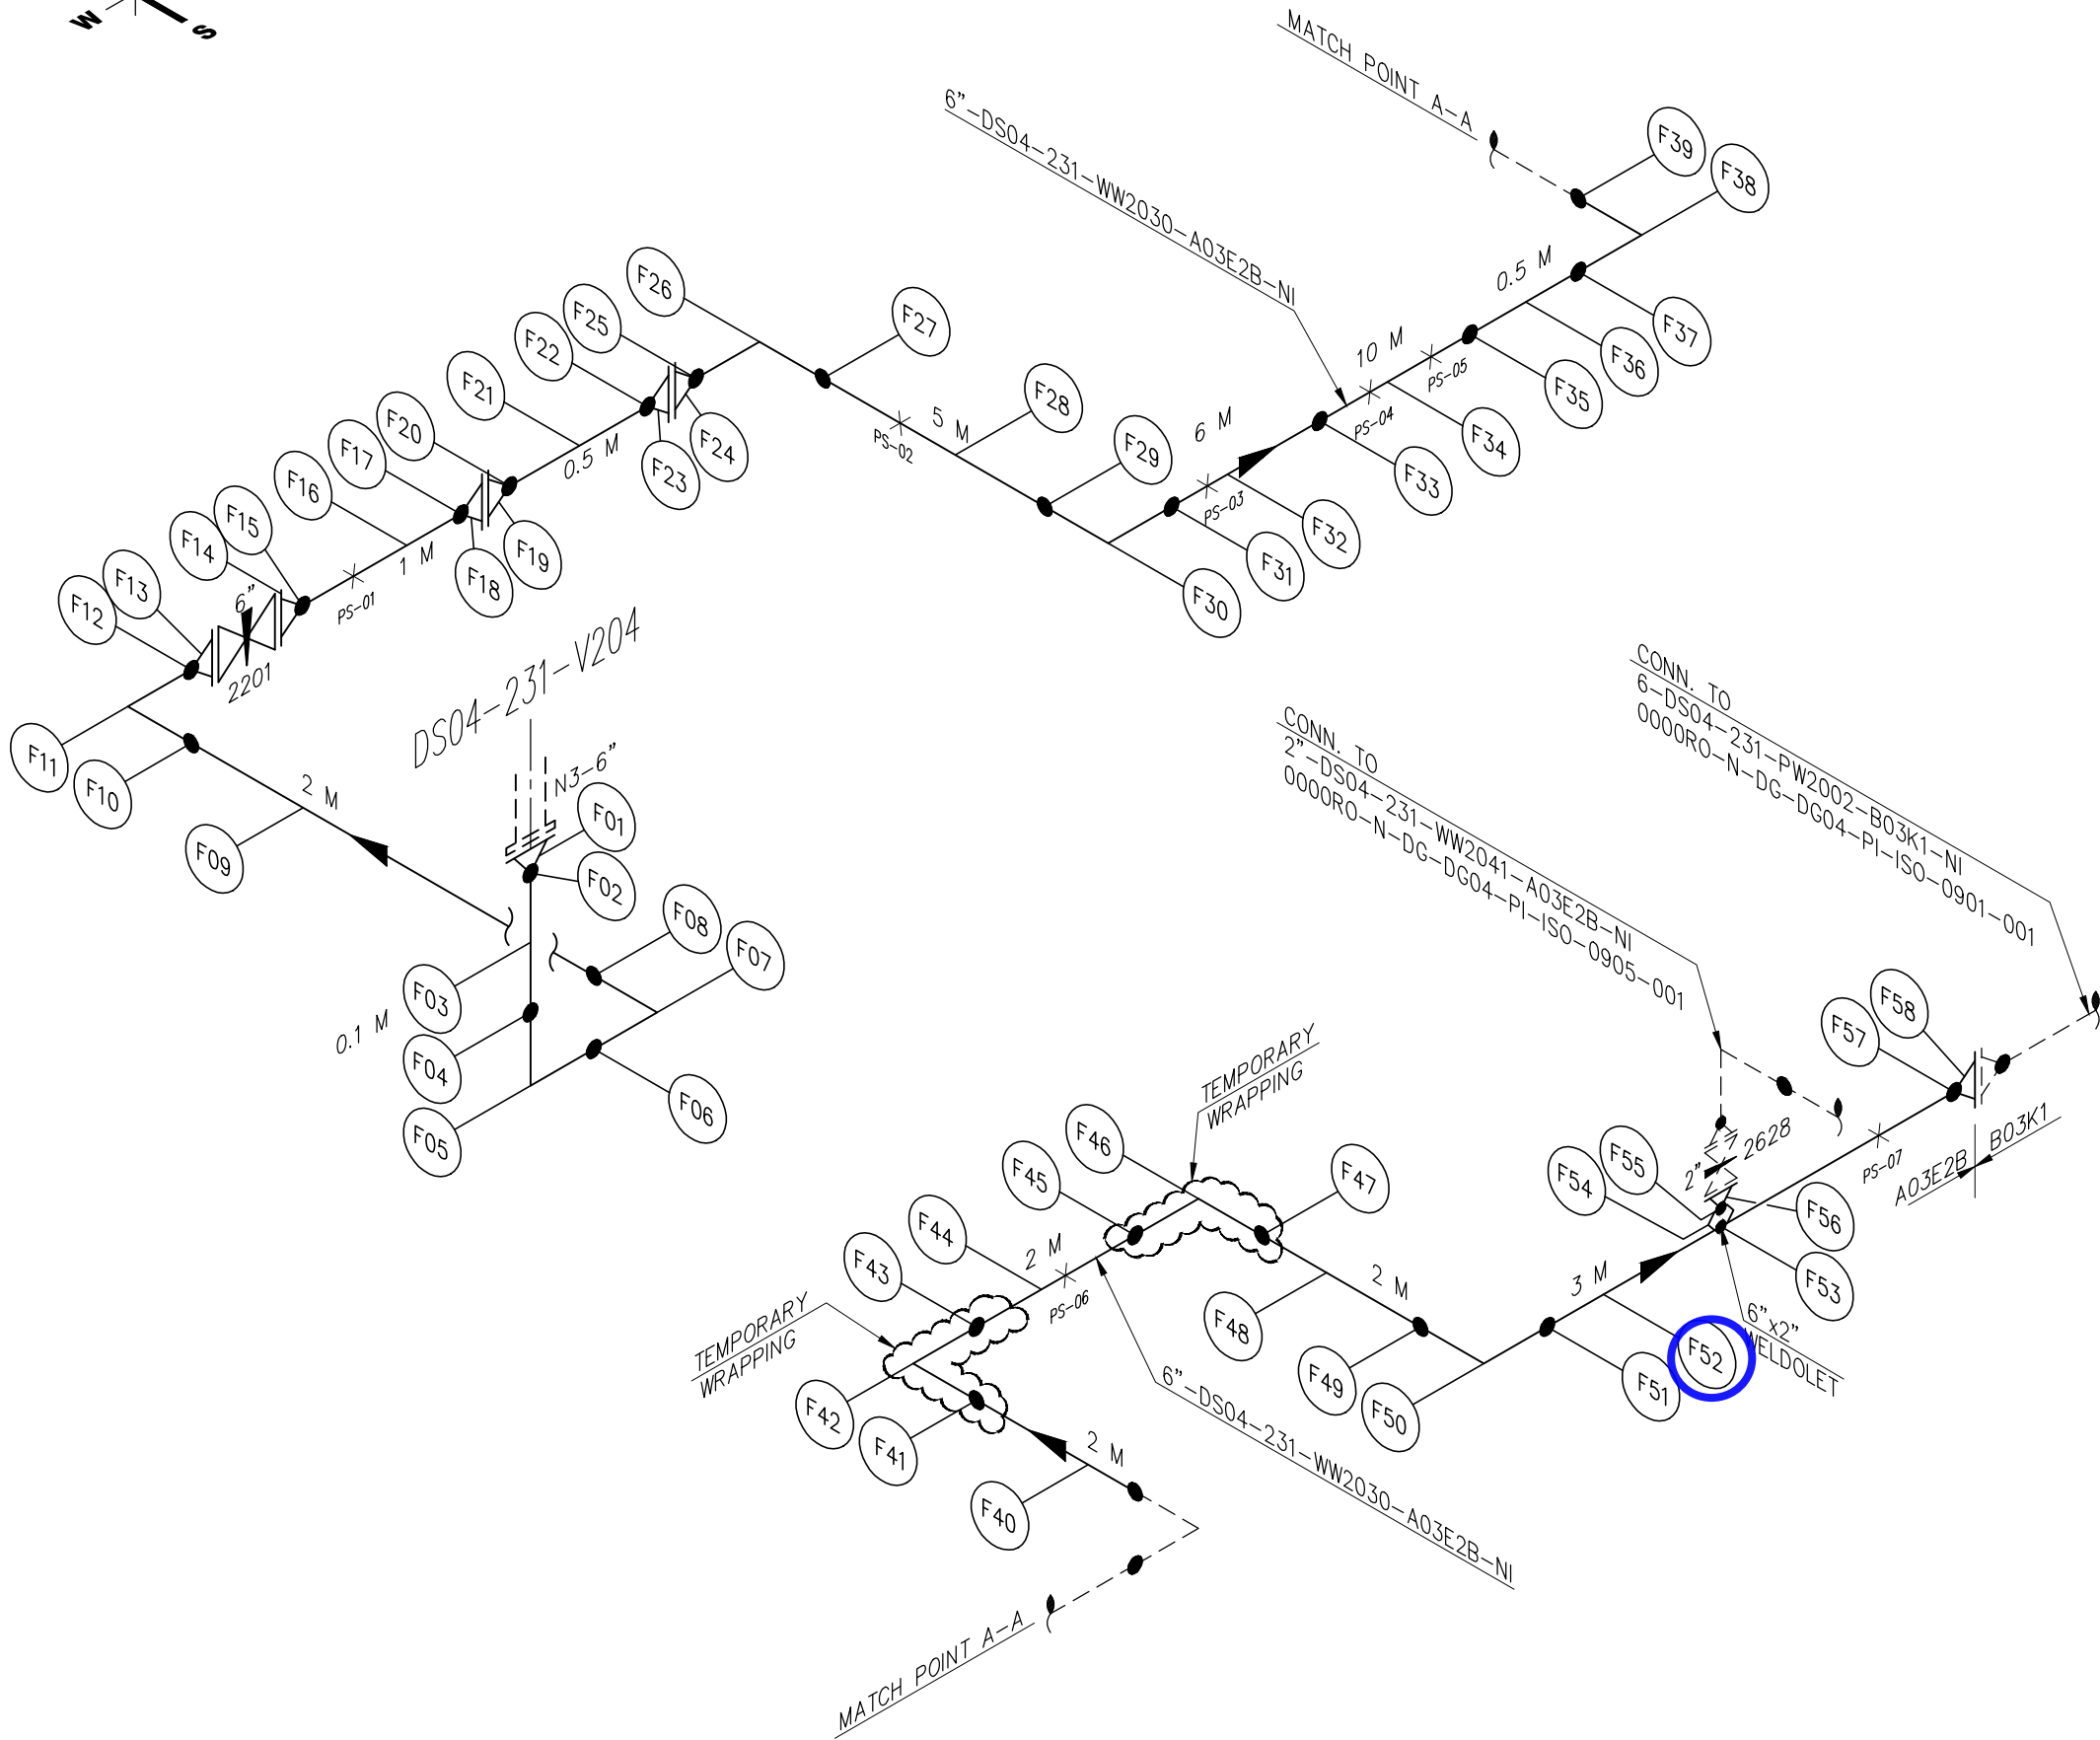 W
S
MATCH POINT A-A
6"-DS04-231-WW2030-A03E2B-NI
F39
F38
0.5 M
F37
F36
10 M
PS-05
F35
PS-04
F34
6 M
F33
PS-03
F32
F31
F30
F29
F28
5 M
PS-02
F27
F26
F25
F22
F24
F23
0.5 M
F21
F20
F17
F19
F18
F16
1 M
PS-01
F15
F14
6"
2201
F13
F12
F11
F10
2 M
F09
DS04-231-V204
N3-6"
F01
F02
F08
F07
F03
0.1 M
F04
F05
F06
CONN. TO
6-DS04-231-PW2002-B03K1-NI
0000R0-N-DG-DG04-PI-ISO-0901-001
CONN. TO
2"-DS04-231-WW2041-A03E2B-NI
0000R0-N-DG-DG04-PI-ISO-0905-001
F58
F57
B03K1
A03E2B
PS-07
2628
2"
F55
F54
F56
F53
6"x2"
WELDOLET
3 M
F52
F51
F50
F49
2 M
F48
F47
TEMPORARY
WRAPPING
F46
F45
F44
2 M
PS-06
F43
TEMPORARY
WRAPPING
F42
F41
2 M
F40
6"-DS04-231-WW2030-A03E2B-NI
MATCH POINT A-A